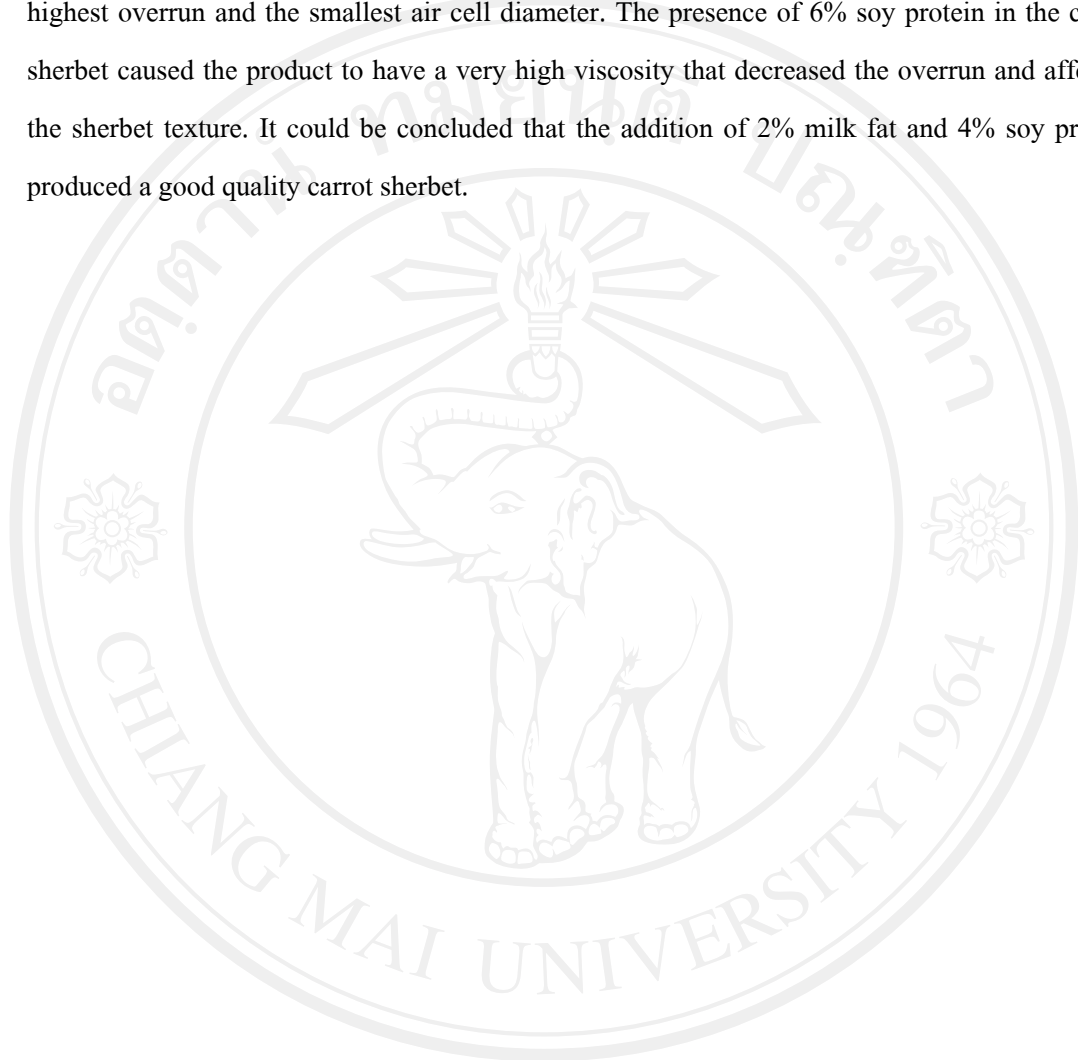 highest overrun and the smallest air cell diameter. The presence of 6% soy protein in the c
sherbet caused the product to have a very high viscosity that decreased the overrun and aff
the sherbet texture. It could be concluded that the addition of 2% milk fat and 4% soy pr
produced a good quality carrot sherbet.
CHIANG MAI UNIVERSITY 1964